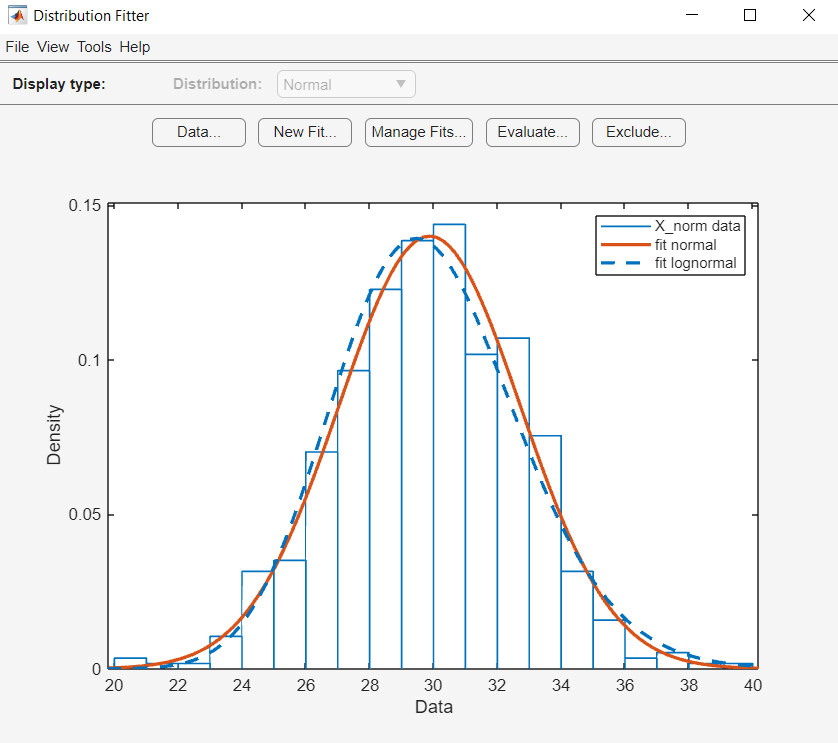 Distribution Fitter
File View Tools Help
Display type: Distribution: Normal
Data... New Fit... Manage Fits... Evaluate... Exclude...
0.15
0.1
0.05
0
Density
X_norm data
fit normal
fit lognormal
20 22 24 26 28 30 32 34 36 38 40
Data